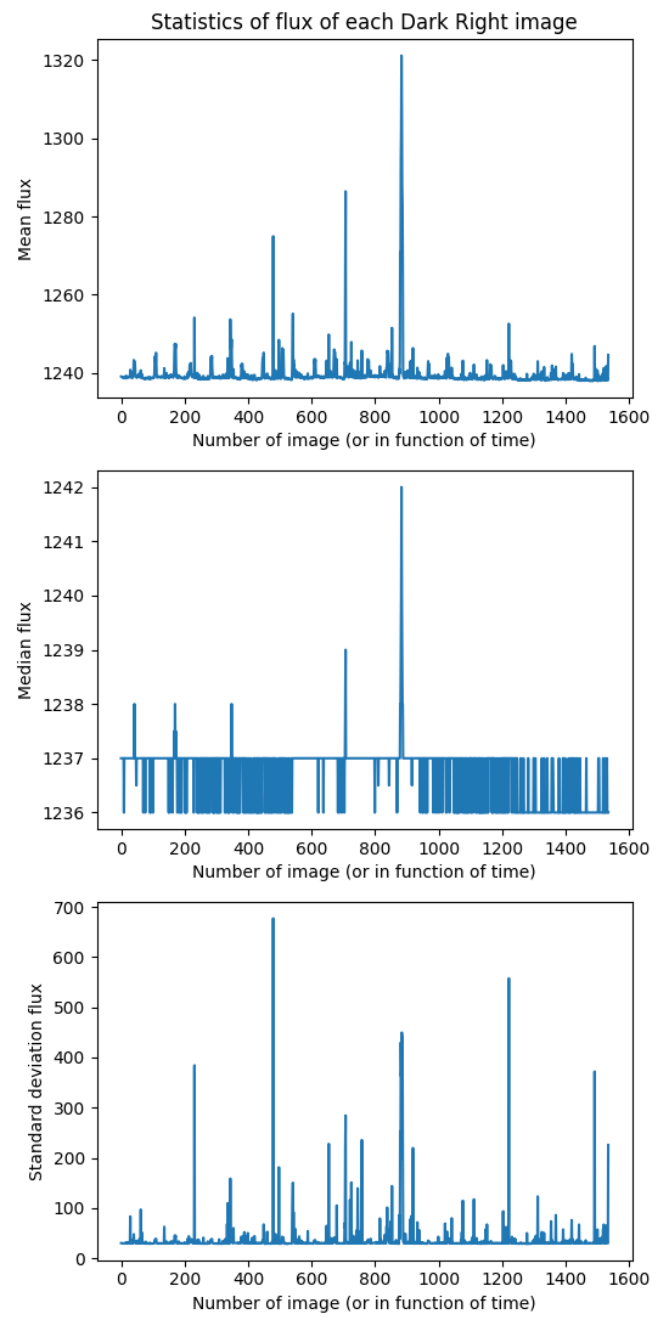 Statistics of flux of each Dark Right image
1320
1300
1280
1260
1240
Mean flux
0 200 400 600 800 1000 1200 1400 1600
Number of image (or in function of time)
1242
1241
1240
1239
1238
1237
1236
Median flux
0 200 400 600 800 1000 1200 1400 1600
Number of image (or in function of time)
700
600
500
400
300
200
100
0
Standard deviation flux
0 200 400 600 800 1000 1200 1400 1600
Number of image (or in function of time)